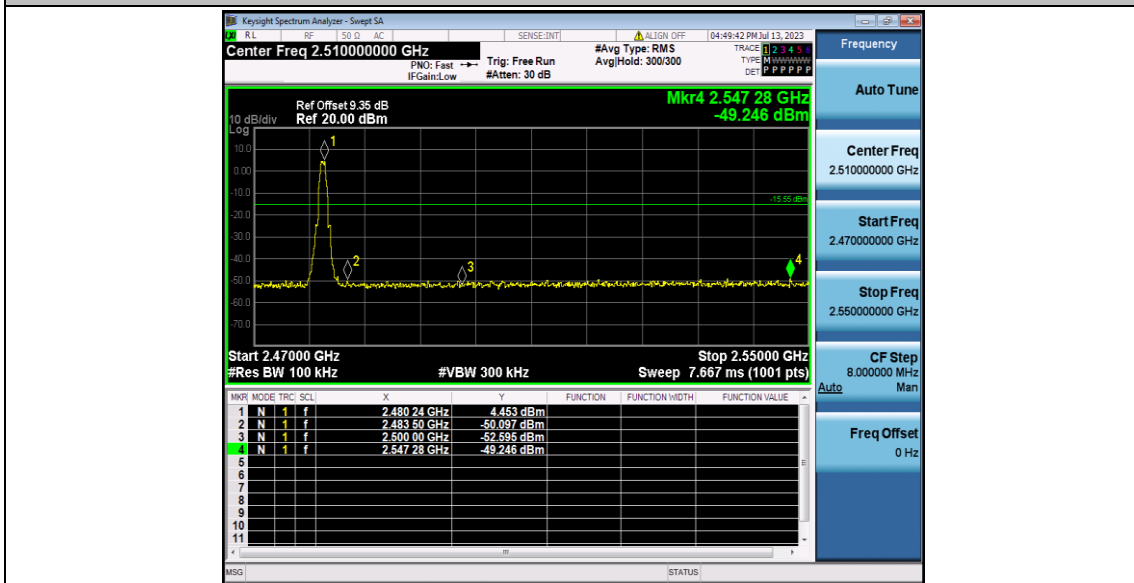 Keysight Spectrum Analyzer - Swept SA
RL RF 50 Ω AC SENSE:INT ALIGN OFF 04:49:42 PM Jul 13, 2023
Center Freq 2.510000000 GHz
PNO: Fast
IFGain:Low
Trig: Free Run
#Atten: 30 dB
#Avg Type: RMS
Avg|Hold: 300/300
TRACE 1 2 3 4 5 6
TYPE M W W W W W
DET P P P P P P
Frequency
Auto Tune
Ref Offset 9.35 dB
10 dB/div Ref 20.00 dBm
Log
Mkr4 2.547 28 GHz
-49.246 dBm
10.0
0.00
-10.0
-20.0
-30.0
-40.0
-50.0
-60.0
-70.0
1
2
3
4
-15.55 dBm
Center Freq
2.510000000 GHz
Start Freq
2.470000000 GHz
Stop Freq
2.550000000 GHz
Start 2.47000 GHz Stop 2.55000 GHz
#Res BW 100 kHz #VBW 300 kHz Sweep 7.667 ms (1001 pts)
CF Step
8.000000 MHz
Auto Man
Freq Offset
0 Hz
MKR MODE TRC SCL X Y FUNCTION FUNCTION WIDTH FUNCTION VALUE
1 N 1 f 2.480 24 GHz 4.453 dBm
2 N 1 f 2.483 50 GHz -50.097 dBm
3 N 1 f 2.500 00 GHz -52.595 dBm
4 N 1 f 2.547 28 GHz -49.246 dBm
5
6
7
8
9
10
11
MSG STATUS